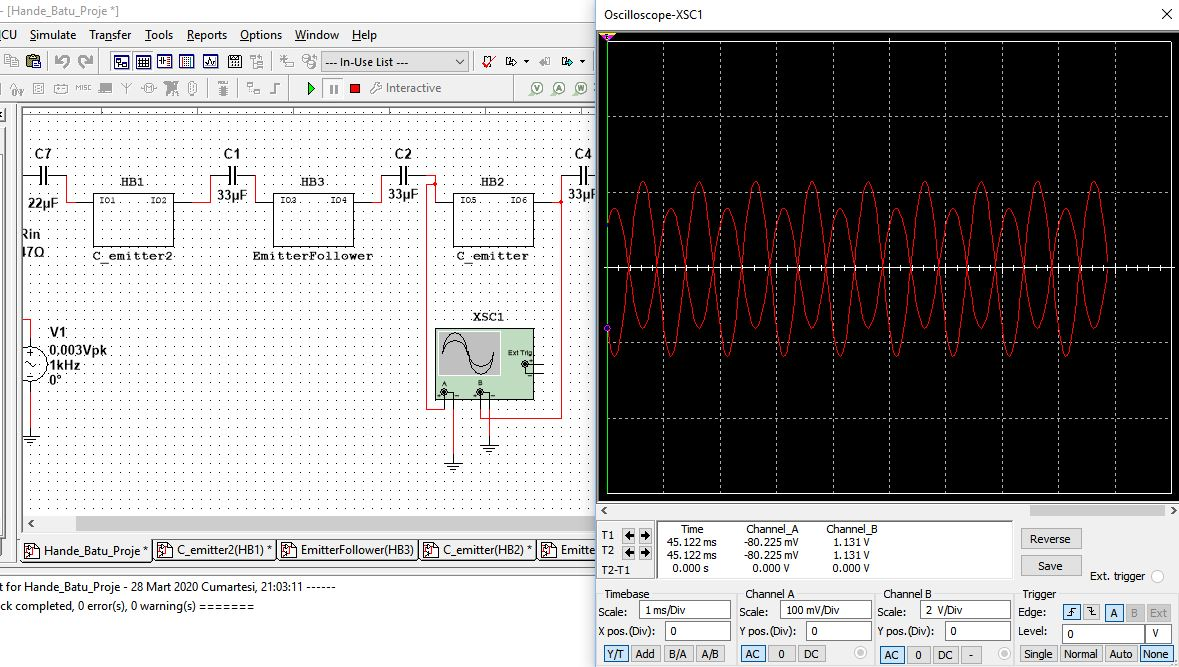 - [Hande_Batu_Proje *]
Oscilloscope-XSC1
CU Simulate Transfer Tools Reports Options Window Help
--- In-Use List ---
MISC Interactive
V A W
C7 C1 C2 C4
HB1 HB3 HB2
22µF 33µF 33µF 33µF
IO1 IO2 IO3 IO4 IO5 IO6
Rin
47Ω
C_emitter2 EmitterFollower C_emitter
XSC1
V1
0,003Vpk
1kHz
0°
Ext Trig
A B
T1
T2
T2-T1
Time Channel_A Channel_B
45.122 ms -80.225 mV 1.131 V
45.122 ms -80.225 mV 1.131 V
0.000 s 0.000 V 0.000 V
Reverse
Save
Ext. trigger
Hande_Batu_Proje * C_emitter2(HB1) * EmitterFollower(HB3) C_emitter(HB2) * Emitte
t for Hande_Batu_Proje - 28 Mart 2020 Cumartesi, 21:03:11 ------
ck completed, 0 error(s), 0 warning(s) =======
Timebase
Scale: 1 ms/Div
X pos.(Div): 0
Y/T Add B/A A/B
Channel A
Scale: 100 mV/Div
Y pos.(Div): 0
AC 0 DC
Channel B
Scale: 2 V/Div
Y pos.(Div): 0
AC 0 DC -
Trigger
Edge: A B Ext
Level: 0 V
Single Normal Auto None